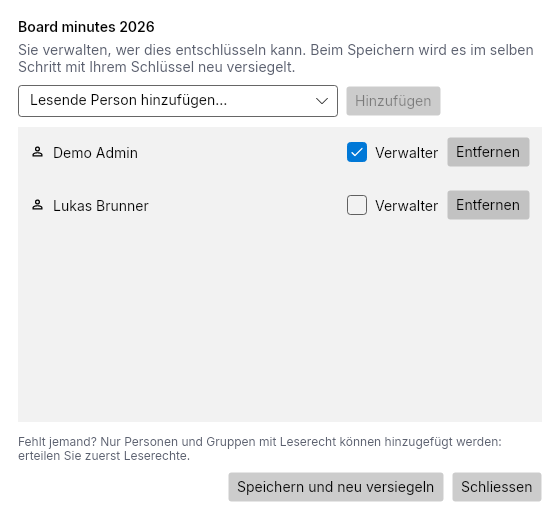 Board minutes 2026
Sie verwalten, wer dies entschlüsseln kann. Beim Speichern wird es im selben
Schritt mit Ihrem Schlüssel neu versiegelt.
Lesende Person hinzufügen... Hinzufügen
Demo Admin Verwalter Entfernen
Lukas Brunner Verwalter Entfernen
Fehlt jemand? Nur Personen und Gruppen mit Leserecht können hinzugefügt werden:
erteilen Sie zuerst Leserechte.
Speichern und neu versiegeln Schliessen